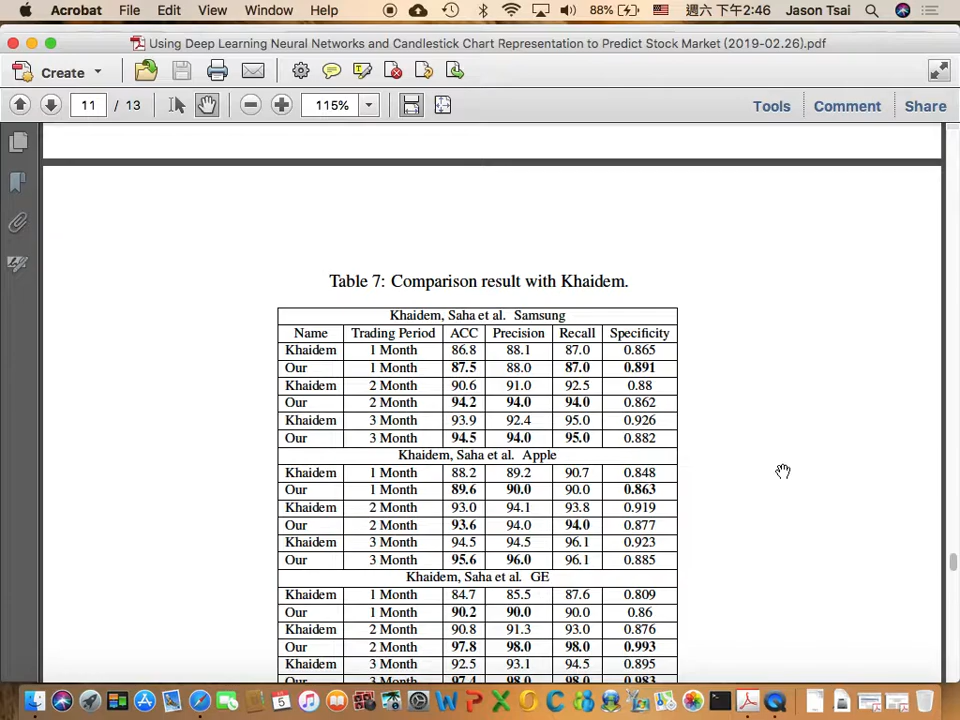 Acrobat File Edit View Window Help 88% 週六 下午2:46 Jason Tsai
Using Deep Learning Neural Networks and Candlestick Chart Representation to Predict Stock Market (2019-02.26).pdf
Create
11 / 13 115% Tools Comment Share
Table 7: Comparison result with Khaidem.
Khaidem, Saha et al. Samsung
Name Trading Period ACC Precision Recall Specificity
Khaidem 1 Month 86.8 88.1 87.0 0.865
Our 1 Month 87.5 88.0 87.0 0.891
Khaidem 2 Month 90.6 91.0 92.5 0.88
Our 2 Month 94.2 94.0 94.0 0.862
Khaidem 3 Month 93.9 92.4 95.0 0.926
Our 3 Month 94.5 94.0 95.0 0.882
Khaidem, Saha et al. Apple
Khaidem 1 Month 88.2 89.2 90.7 0.848
Our 1 Month 89.6 90.0 90.0 0.863
Khaidem 2 Month 93.0 94.1 93.8 0.919
Our 2 Month 93.6 94.0 94.0 0.877
Khaidem 3 Month 94.5 94.5 96.1 0.923
Our 3 Month 95.6 96.0 96.1 0.885
Khaidem, Saha et al. GE
Khaidem 1 Month 84.7 85.5 87.6 0.809
Our 1 Month 90.2 90.0 90.0 0.86
Khaidem 2 Month 90.8 91.3 93.0 0.876
Our 2 Month 97.8 98.0 98.0 0.993
Khaidem 3 Month 92.5 93.1 94.5 0.895
Our 3 Month 97.4 98.0 98.0 0.983